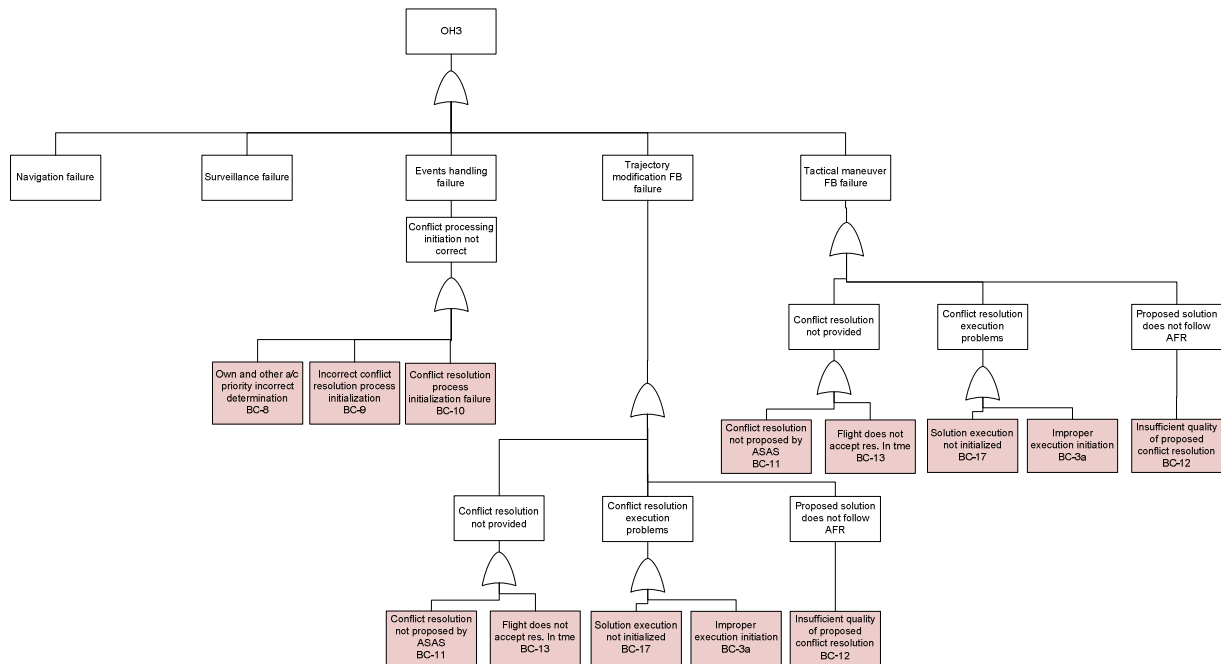 OH3
Navigation failure
Surveillance failure
Events handling
failure
Trajectory
modification FB
failure
Tactical maneuver
FB failure
Conflict processing
initiation not
correct
Own and other a/c
priority incorrect
determination
BC-8
Incorrect conflict
resolution process
initialization
BC-9
Conflict resolution
process
initialization failure
BC-10
Conflict resolution
not provided
Conflict resolution
execution
problems
Proposed solution
does not follow
AFR
Conflict resolution
not proposed by
ASAS
BC-11
Flight does not
accept res. In tme
BC-13
Solution execution
not initialized
BC-17
Improper
execution initiation
BC-3a
Insufficient quality
of proposed
conflict resolution
BC-12
Conflict resolution
not provided
Conflict resolution
execution
problems
Proposed solution
does not follow
AFR
Conflict resolution
not proposed by
ASAS
BC-11
Flight does not
accept res. In tme
BC-13
Solution execution
not initialized
BC-17
Improper
execution initiation
BC-3a
Insufficient quality
of proposed
conflict resolution
BC-12